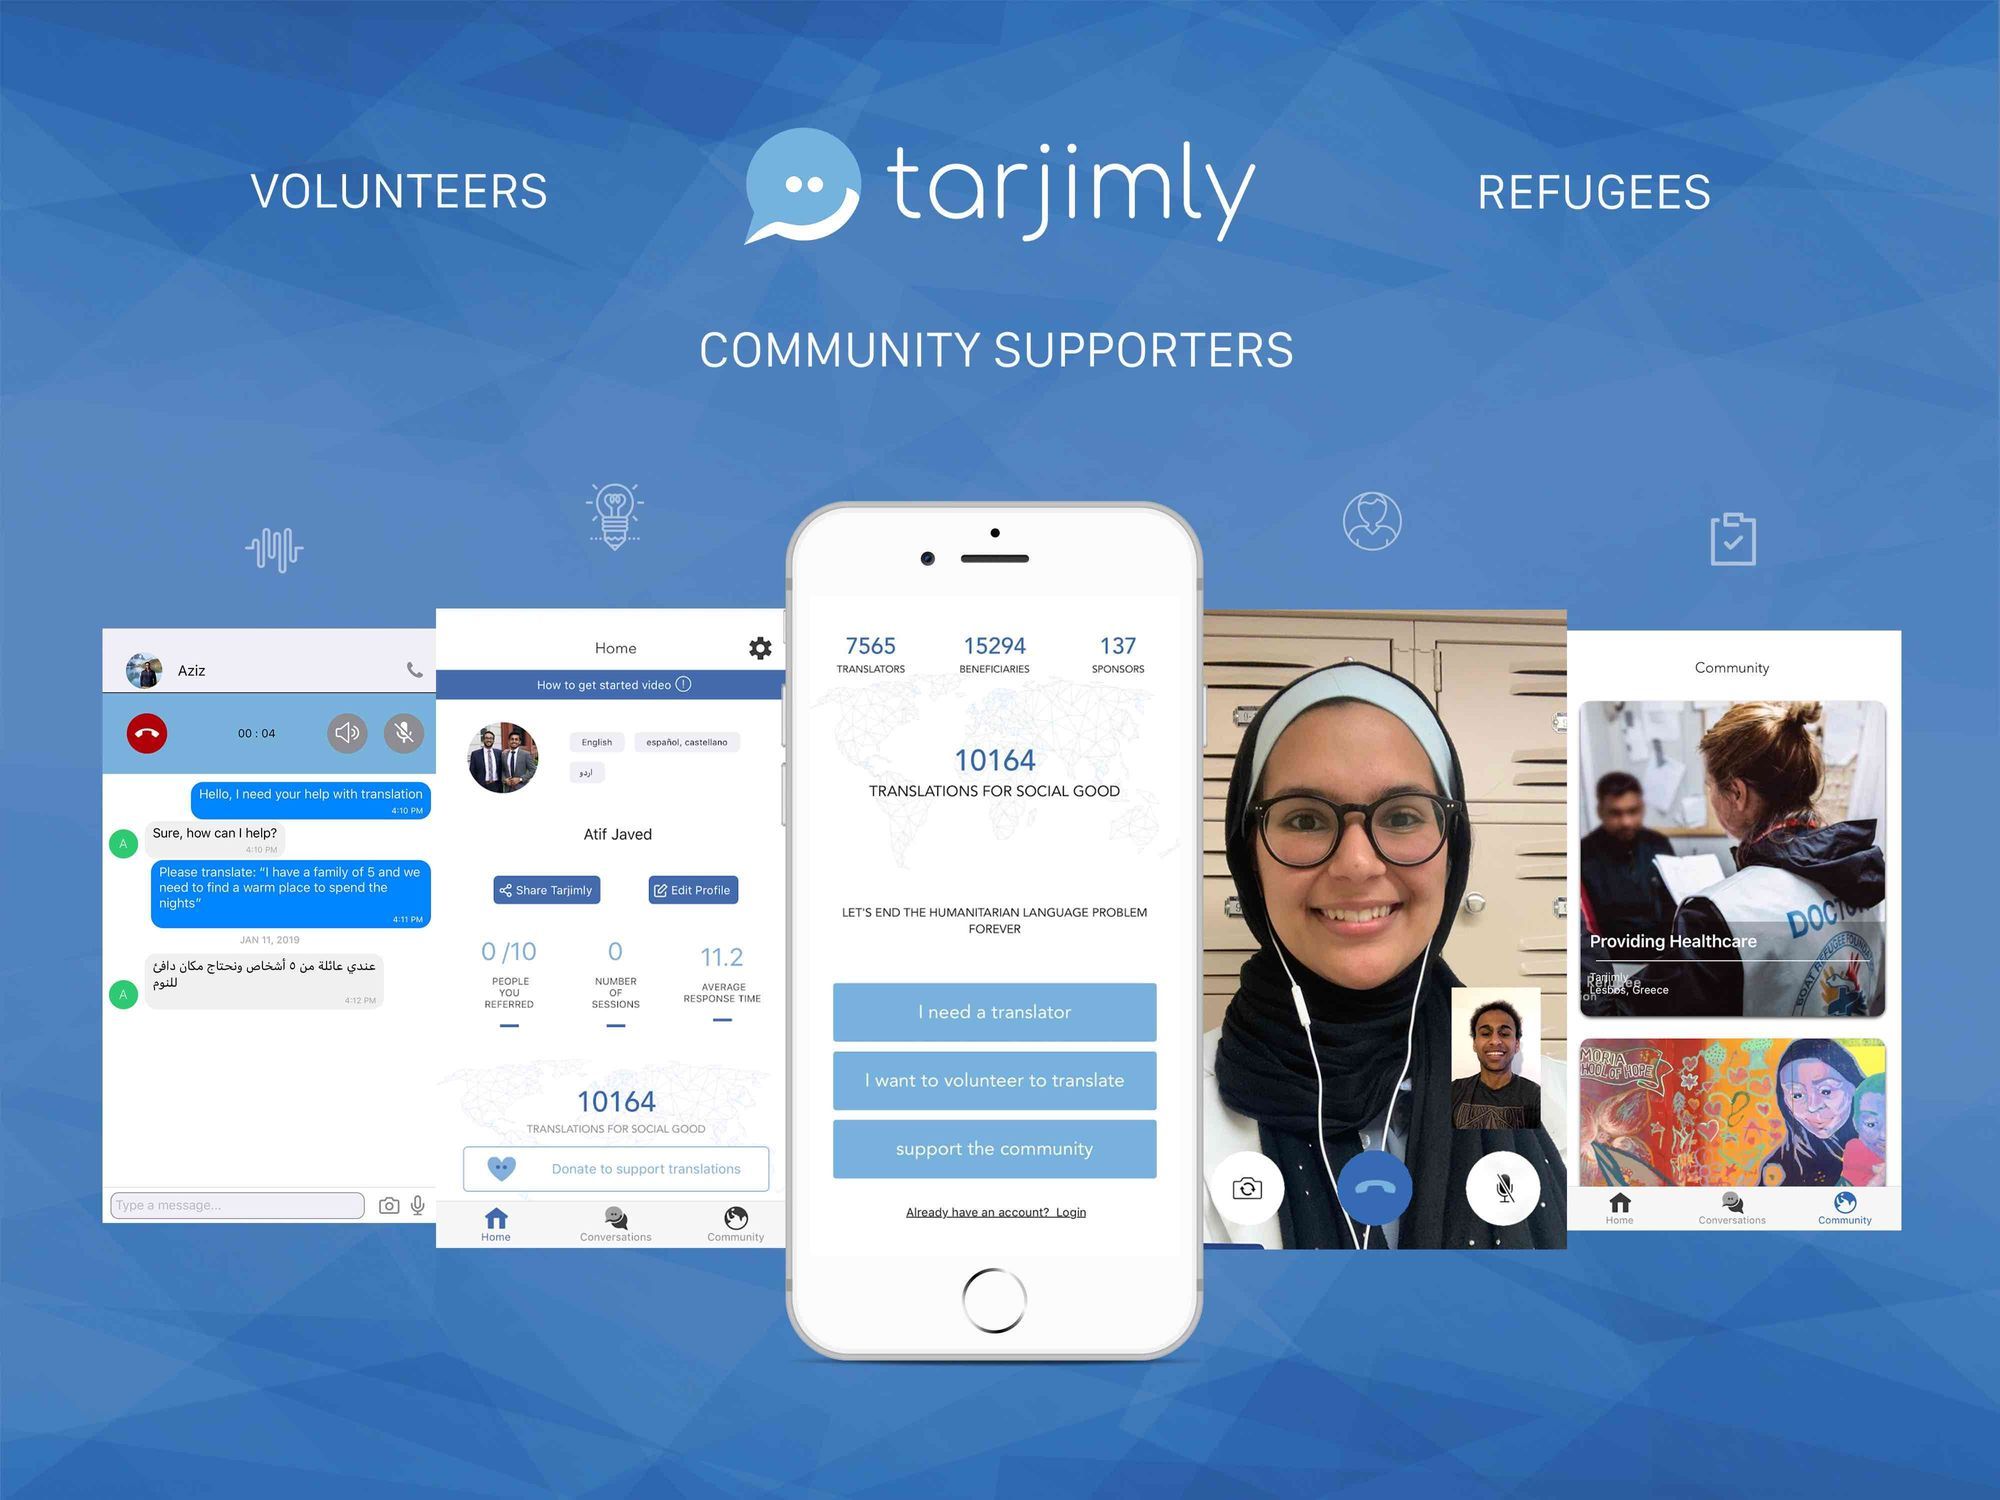 VOLUNTEERS
tarjimly
REFUGEES
COMMUNITY SUPPORTERS
Aziz
00 : 04
Hello, I need your help with translation
4:10 PM
Sure, how can I help?
4:10 PM
A
Please translate: “I have a family of 5 and we
need to find a warm place to spend the
nights”
4:11 PM
JAN 11, 2019
عندي عائلة من ٥ أشخاص ونحتاج مكان دافئ
للنوم
4:12 PM
A
Type a message...
Home
How to get started video
English
español, castellano
اردو
Atif Javed
Share Tarjimly
Edit Profile
0 /10
PEOPLE
YOU
REFERRED
0
NUMBER
OF
SESSIONS
11.2
AVERAGE
RESPONSE TIME
10164
TRANSLATIONS FOR SOCIAL GOOD
Donate to support translations
Home
Conversations
Community
7565
TRANSLATORS
15294
BENEFICIARIES
137
SPONSORS
10164
TRANSLATIONS FOR SOCIAL GOOD
LET'S END THE HUMANITARIAN LANGUAGE PROBLEM
FOREVER
I need a translator
I want to volunteer to translate
support the community
Already have an account? Login
Community
DOCTOR
BOAT REFUGEE FOUNDATION
Providing Healthcare
Tarjimly
Refugee
Lesbos, Greece
MORIA
HOOL OF HOPE
Home
Conversations
Community